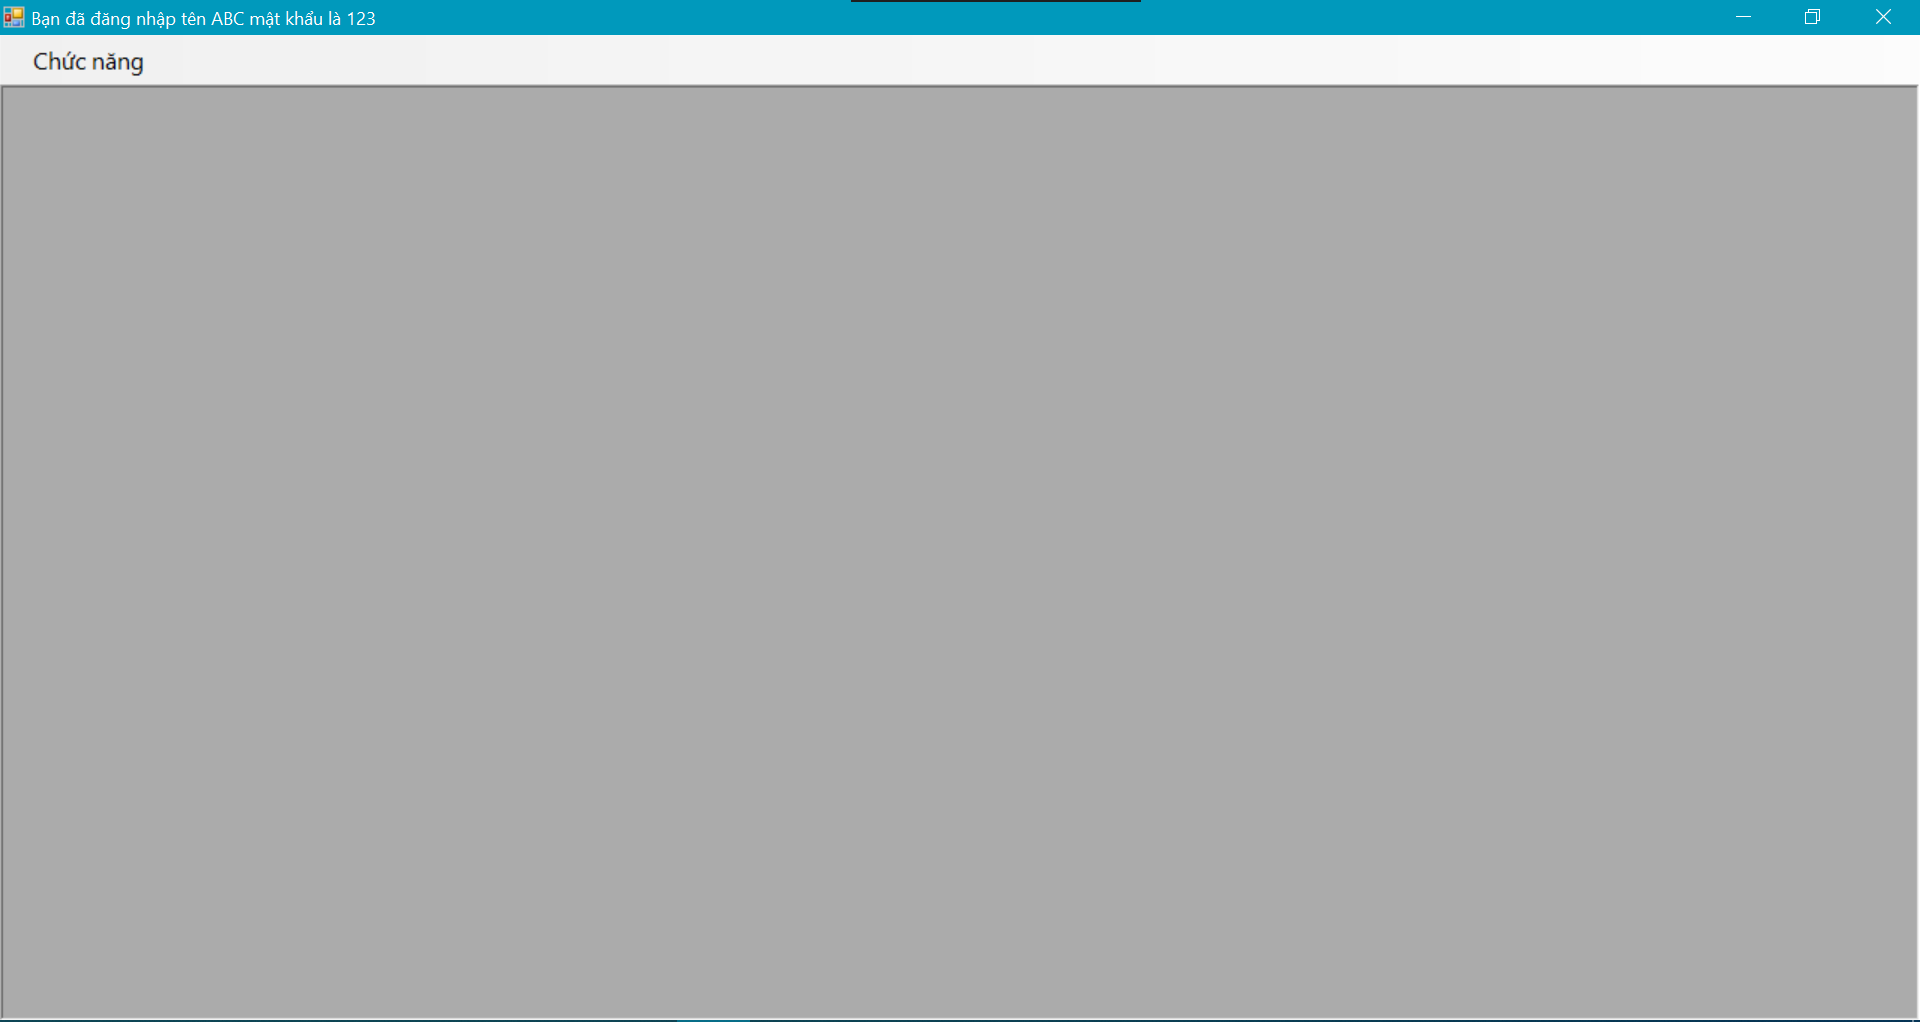 Bạn đã đăng nhập tên ABC mật khẩu là 123
Chức năng